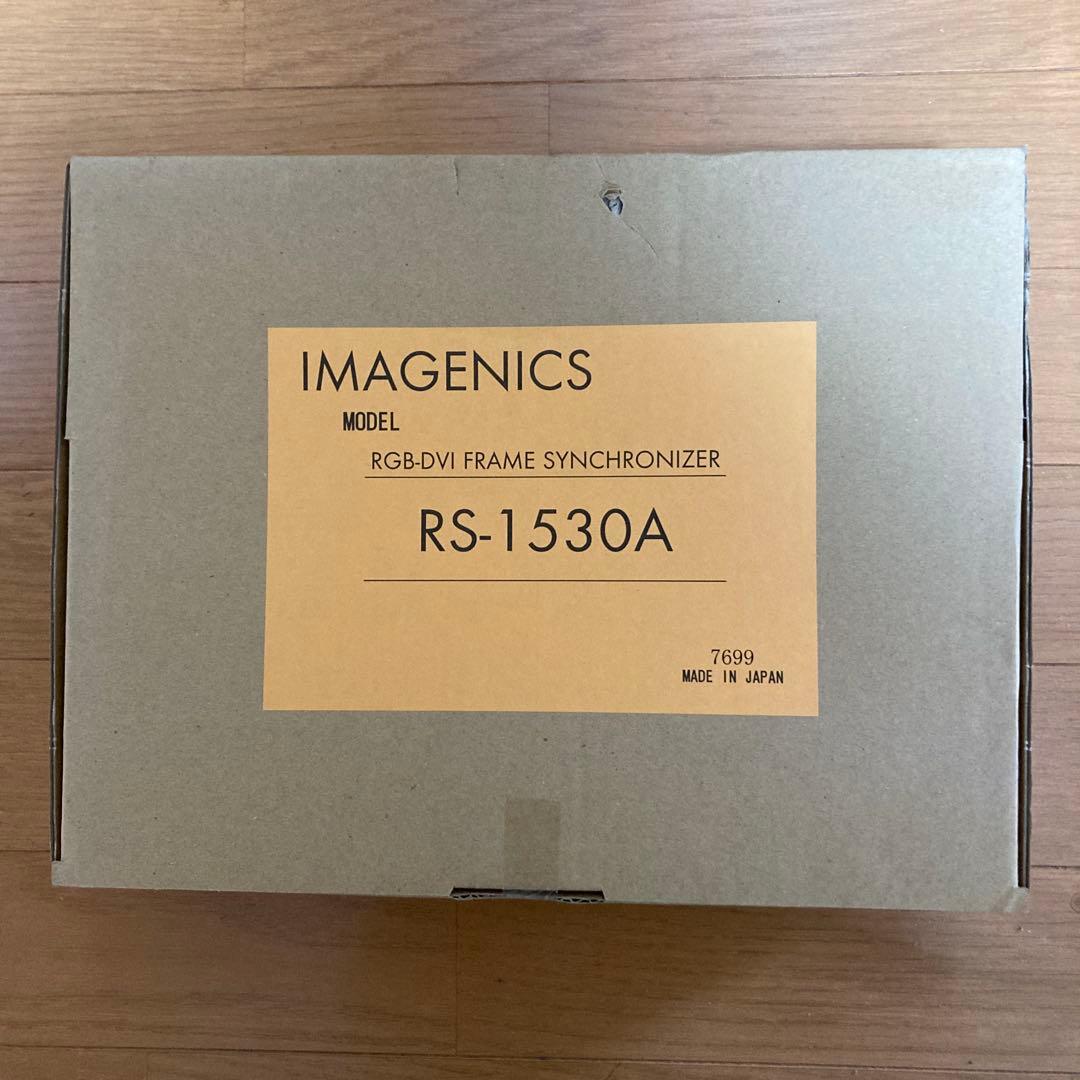 IMAGENICS
MODEL
RGB-DVI FRAME SYNCHRONIZER
RS-1530A
7699
MADE IN JAPAN